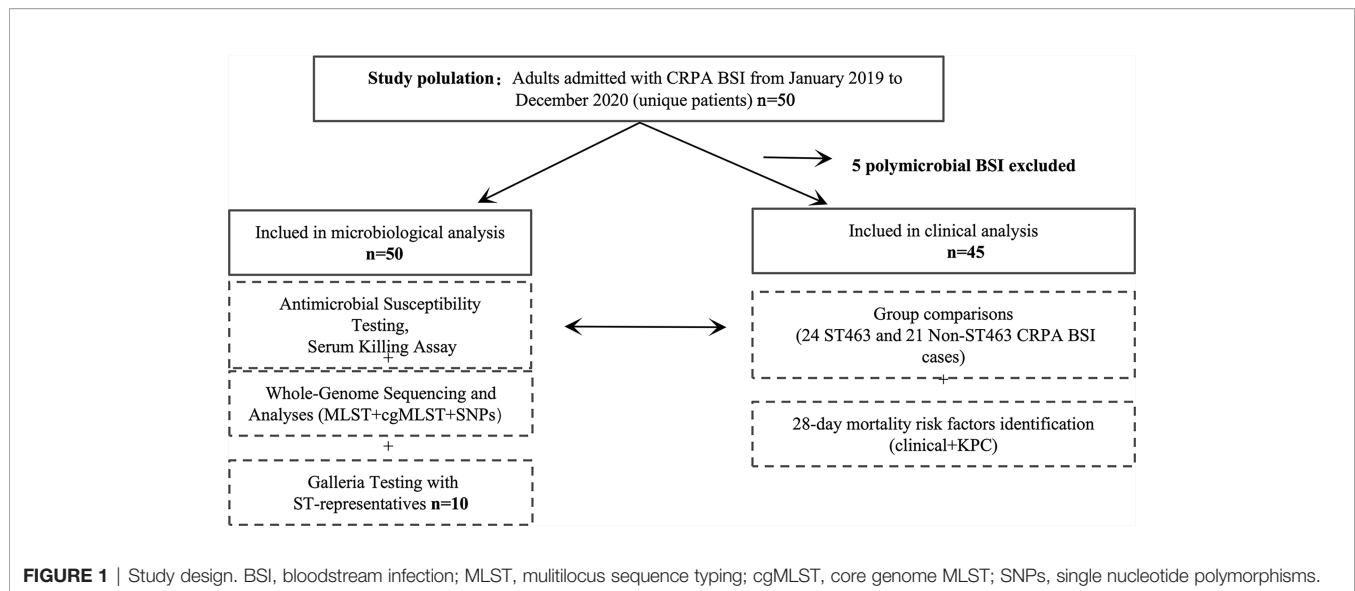 Study polulation： Adults admitted with CRPA BSI from January 2019 to
December 2020 (unique patients) n=50
5 polymicrobial BSI excluded
Inclued in microbiological analysis
n=50
Antimicrobial Susceptibility
Testing,
Serum Killing Assay
+
Whole-Genome Sequencing and
Analyses (MLST+cgMLST+SNPs)
+
Galleria Testing with
ST-representatives n=10
Inclued in clinical analysis
n=45
Group comparisons
(24 ST463 and 21 Non-ST463 CRPA BSI
cases)
+
28-day mortality risk factors identification
(clinical+KPC)
FIGURE 1 | Study design. BSI, bloodstream infection; MLST, mulitilocus sequence typing; cgMLST, core genome MLST; SNPs, single nucleotide polymorphisms.